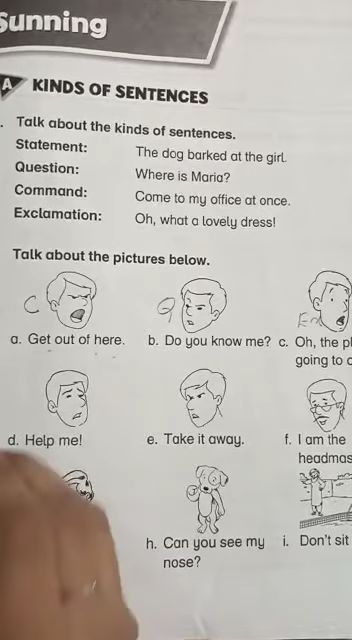 Sunning
A KINDS OF SENTENCES
Talk about the kinds of sentences.
Statement: The dog barked at the girl.
Question: Where is Maria?
Command: Come to my office at once.
Exclamation: Oh, what a lovely dress!
Talk about the pictures below.
C
a. Get out of here. b. Do you know me? c. Oh, the
going to
d. Help me! e. Take it away. f. I am the
headmas
h. Can you see my i. Don't sit
nose?